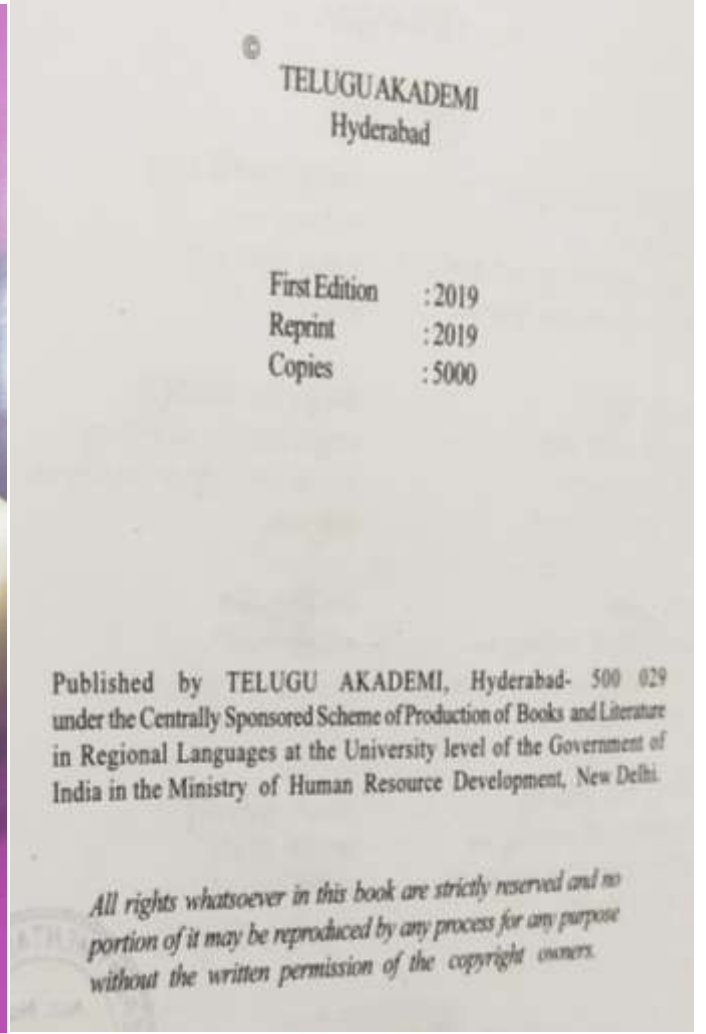 ©
TELUGU AKADEMI
Hyderabad
First Edition : 2019
Reprint : 2019
Copies : 5000
Published by TELUGU AKADEMI, Hyderabad- 500 029
under the Centrally Sponsored Scheme of Production of Books and Literature
in Regional Languages at the University level of the Government of
India in the Ministry of Human Resource Development, New Delhi.
All rights whatsoever in this book are strictly reserved and no
portion of it may be reproduced by any process for any purpose
without the written permission of the copyright owners.